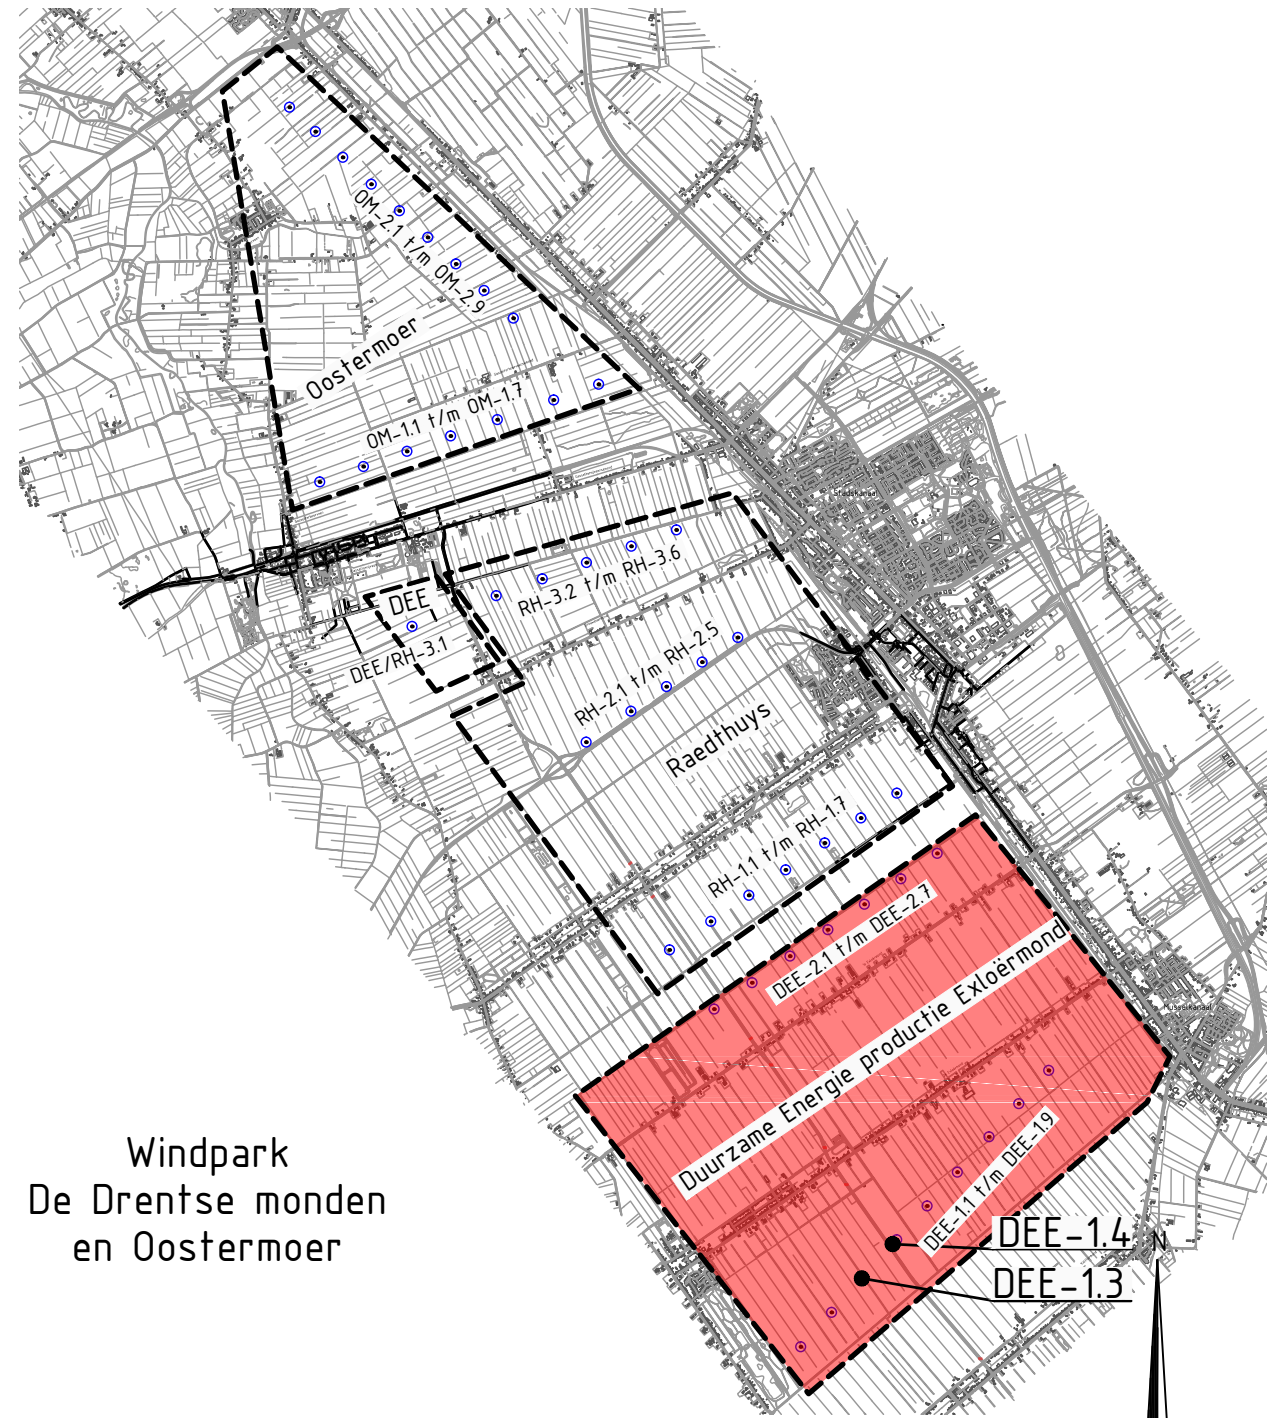 OM-2.1 t/m OM-2.9
Oostermoer
OM-1.1 t/m OM-1.7
Stadskanaal
RH-3.2 t/m RH-3.6
DEE
DEE/RH-3.1
RH-2.1 t/m RH-2.5
Raedthuys
RH-1.1 t/m RH-1.7
DEE-2.1 t/m DEE-2.7
Duurzame Energie productie Exloërmond
Musselkanaal
DEE-1.1 t/m DEE-1.9
DEE-1.4
DEE-1.3
N
Windpark
De Drentse monden
en Oostermoer